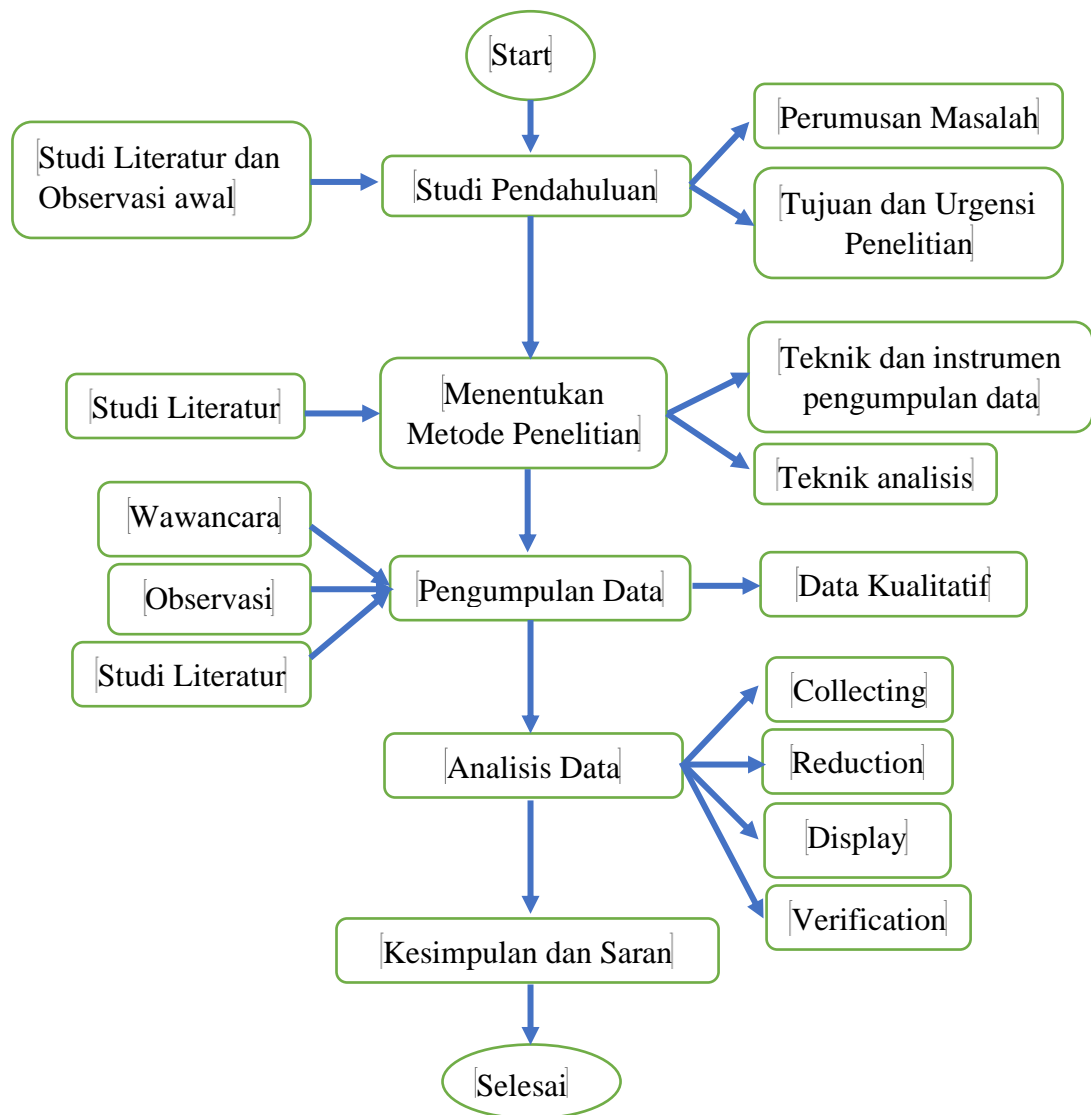 Start
Perumusan Masalah
Studi Literatur dan
Observasi awal
Studi Pendahuluan
Tujuan dan Urgensi
Penelitian
Teknik dan instrumen
pengumpulan data
Studi Literatur
Menentukan
Metode Penelitian
Teknik analisis
Wawancara
Observasi
Studi Literatur
Pengumpulan Data
Data Kualitatif
Collecting
Analisis Data
Reduction
Display
Verification
Kesimpulan dan Saran
Selesai